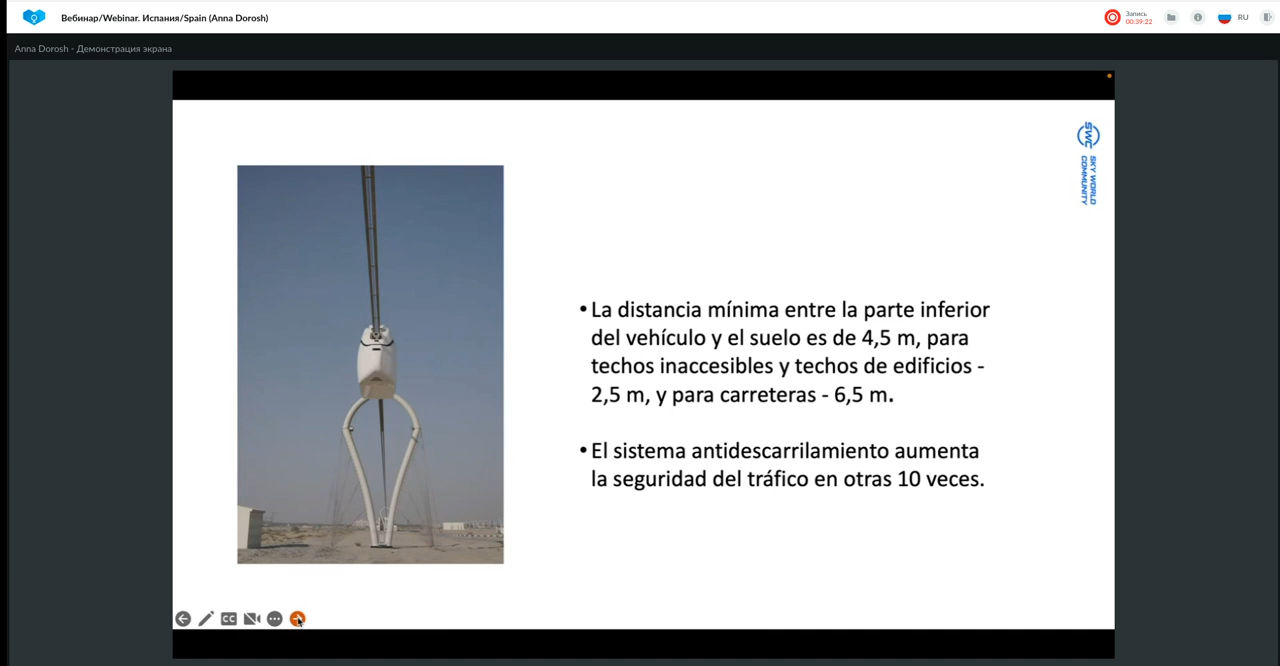 Вебинар/Webinar. Испания/Spain (Anna Dorosh)
Запись
00:39:22
RU
Anna Dorosh - Демонстрация экрана
SWC
SKY WORLD
COMMUNITY
•La distancia mínima entre la parte inferior
del vehículo y el suelo es de 4,5 m, para
techos inaccesibles y techos de edificios -
2,5 m, y para carreteras - 6,5 m.
•El sistema antidescarrilamiento aumenta
la seguridad del tráfico en otras 10 veces.
CC